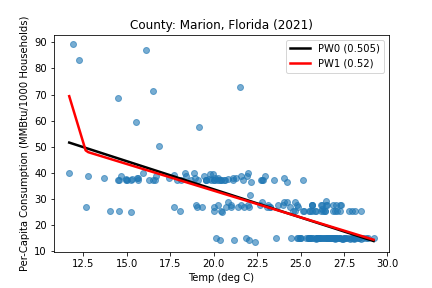 County: Marion, Florida (2021)
PW0 (0.505)
PW1 (0.52)
Per-Capita Consumption (MMBtu/1000 Households)
90
80
70
60
50
40
30
20
10
12.5 15.0 17.5 20.0 22.5 25.0 27.5 30.0
Temp (deg C)